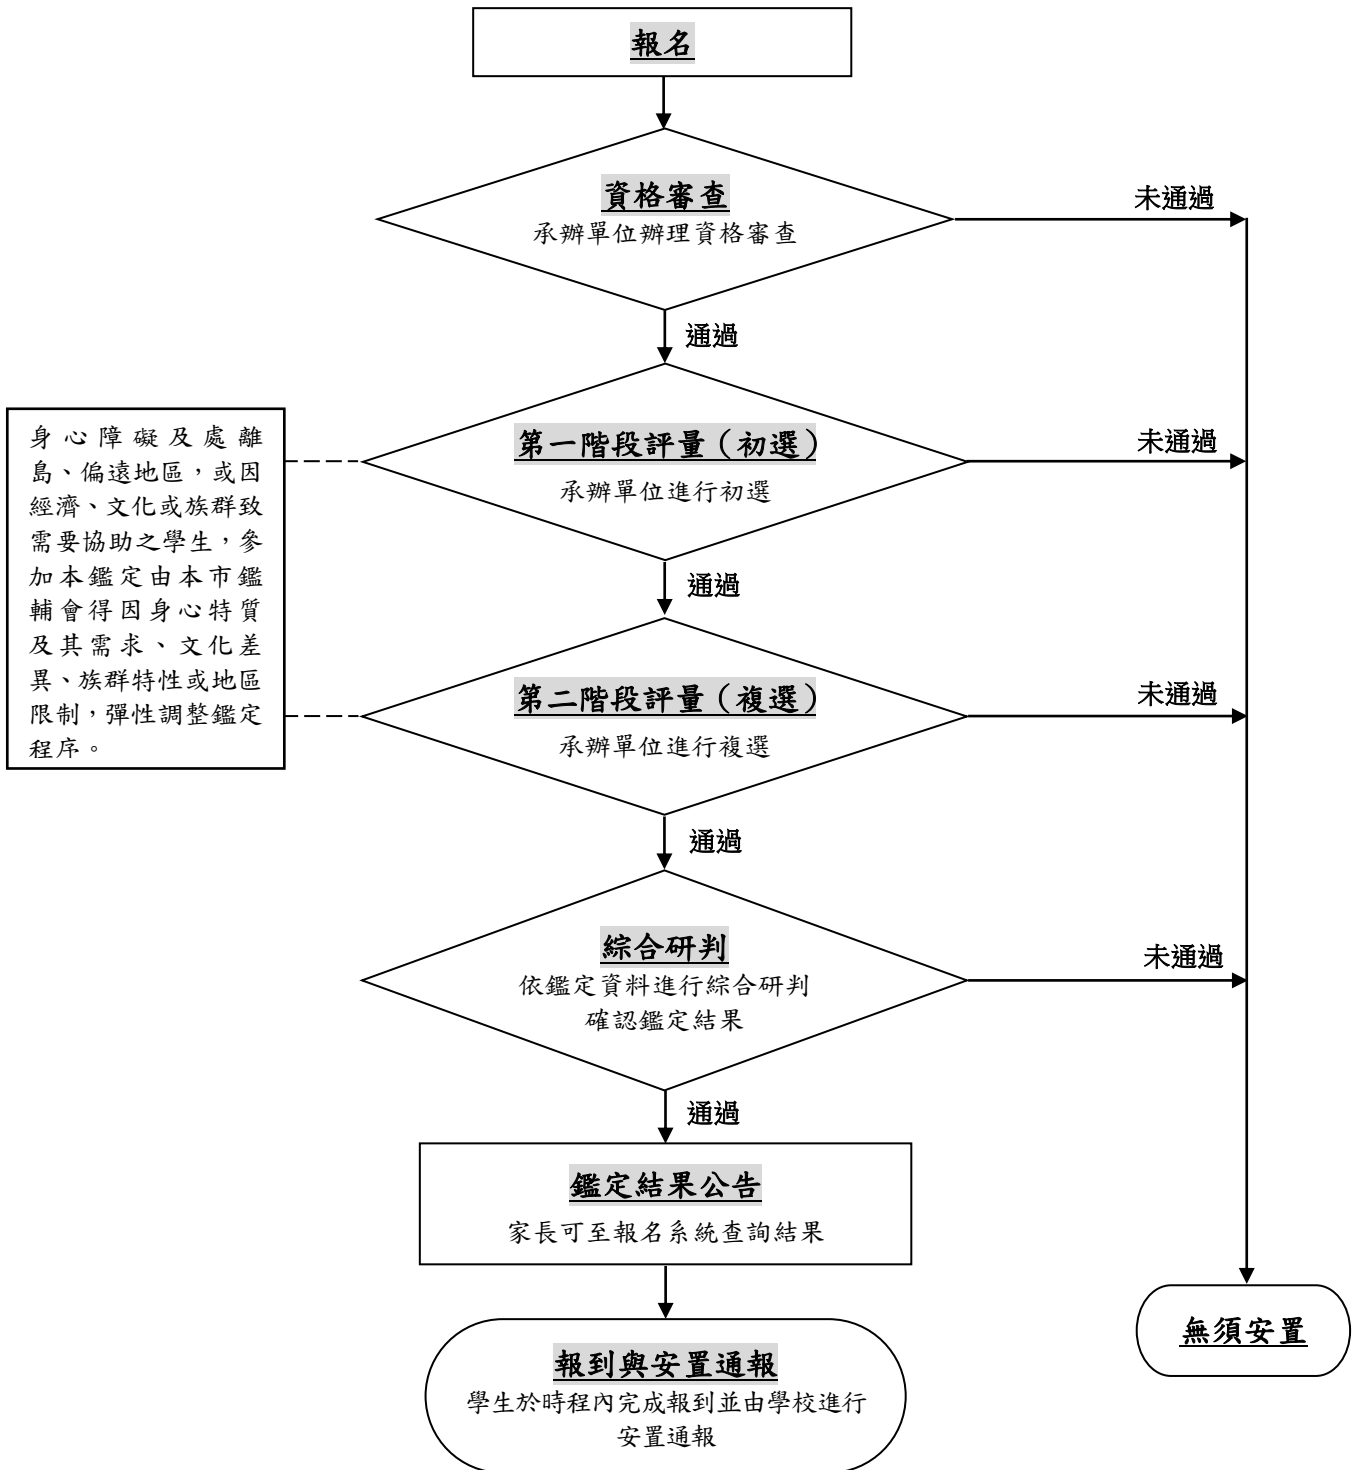 報名
資格審查
承辦單位辦理資格審查
未通過
通過
第一階段評量（初選）
承辦單位進行初選
未通過
身心障礙及處離
島、偏遠地區，或因
經濟、文化或族群致
需要協助之學生，參
加本鑑定由本市鑑
輔會得因身心特質
及其需求、文化差
異、族群特性或地區
限制，彈性調整鑑定
程序。
通過
第二階段評量（複選）
承辦單位進行複選
未通過
通過
綜合研判
依鑑定資料進行綜合研判
確認鑑定結果
未通過
通過
鑑定結果公告
家長可至報名系統查詢結果
無須安置
報到與安置通報
學生於時程內完成報到並由學校進行
安置通報